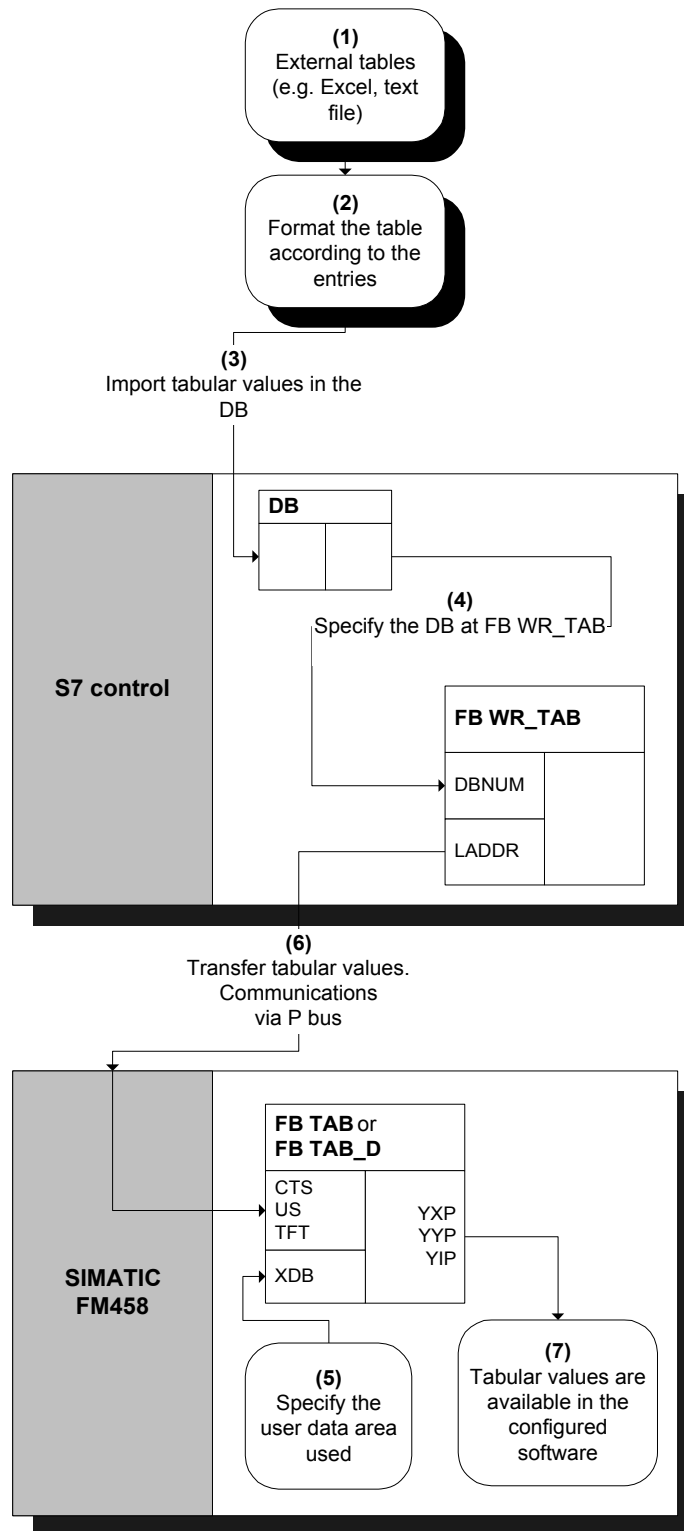 (1)
External tables
(e.g. Excel, text
file)
(2)
Format the table
according to the
entries
(3)
Import tabular values in the
DB
DB
(4)
Specify the DB at FB WR_TAB
S7 control
FB WR_TAB
DBNUM
LADDR
(6)
Transfer tabular values.
Communications
via P bus
FB TAB or
FB TAB_D
CTS
US
TFT
YXP
YYP
YIP
XDB
SIMATIC
FM458
(5)
Specify the
user data area
used
(7)
Tabular values are
available in the
configured
software